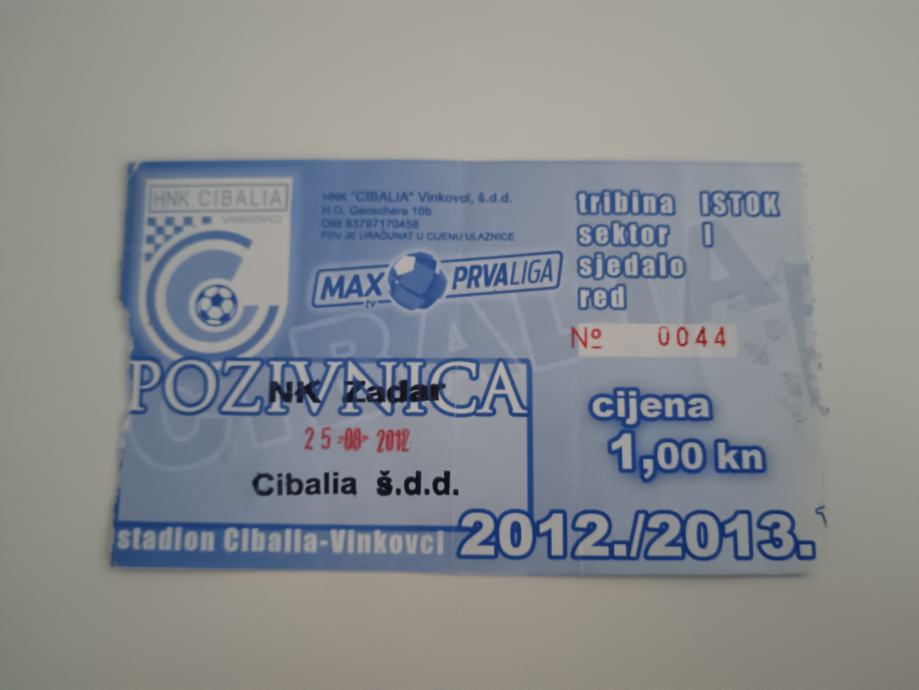 HNK CIBALIA
VINKOVCI
HNK "CIBALIA" Vinkovci, š.d.d.
H.D. Genschera 10b
OIB 83797170458
PDV JE URAČUNAT U CIJENU ULAZNICE
MAX tv PRVALIGA
tribina ISTOK
sektor I
sjedalo
red
Nº 0044
CIBALIA
POZIVNICA
NK Zadar
25-08-2012
Cibalia š.d.d.
cijena
1,00 kn
stadion Cibalia-Vinkovci
2012./2013.